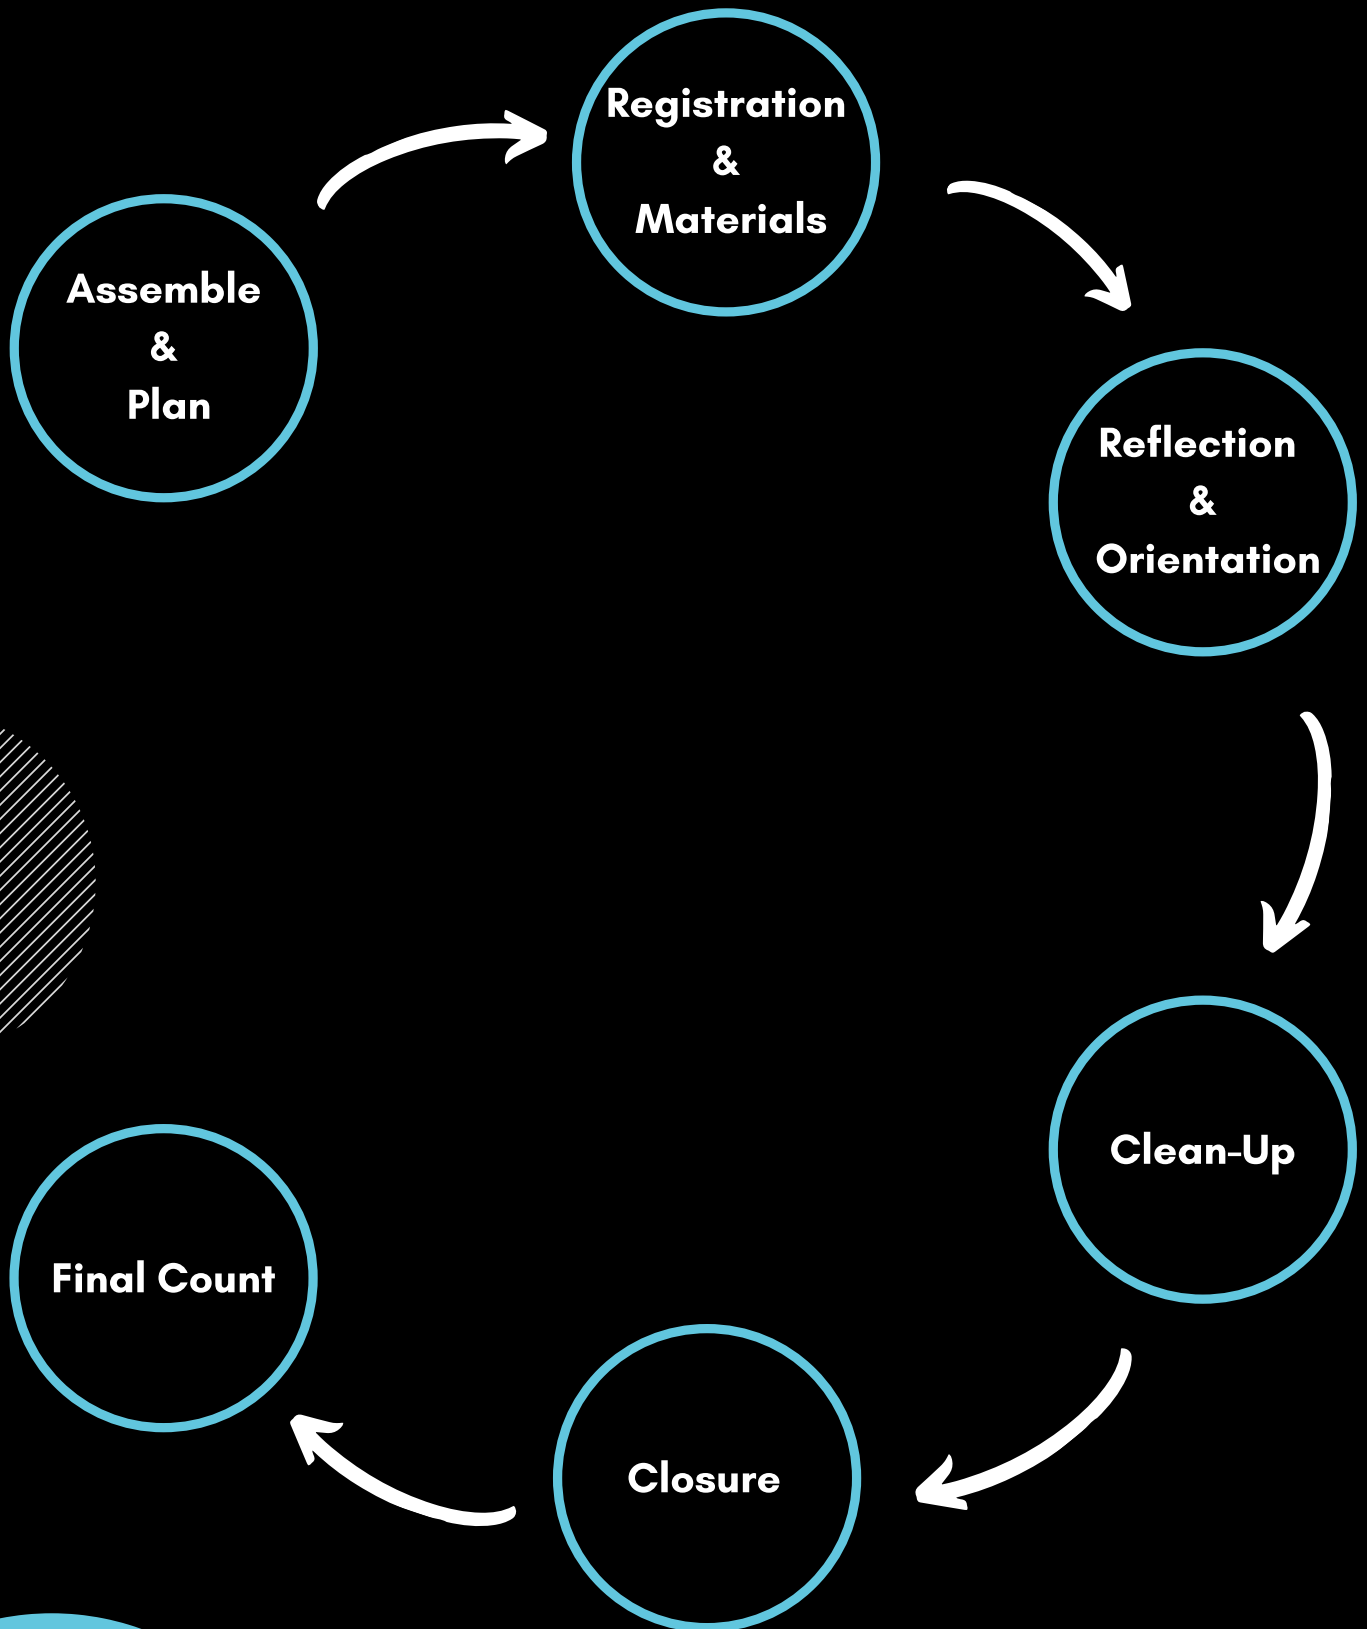 Assemble
&
Plan
Registration
&
Materials
Reflection
&
Orientation
Clean-Up
Closure
Final Count